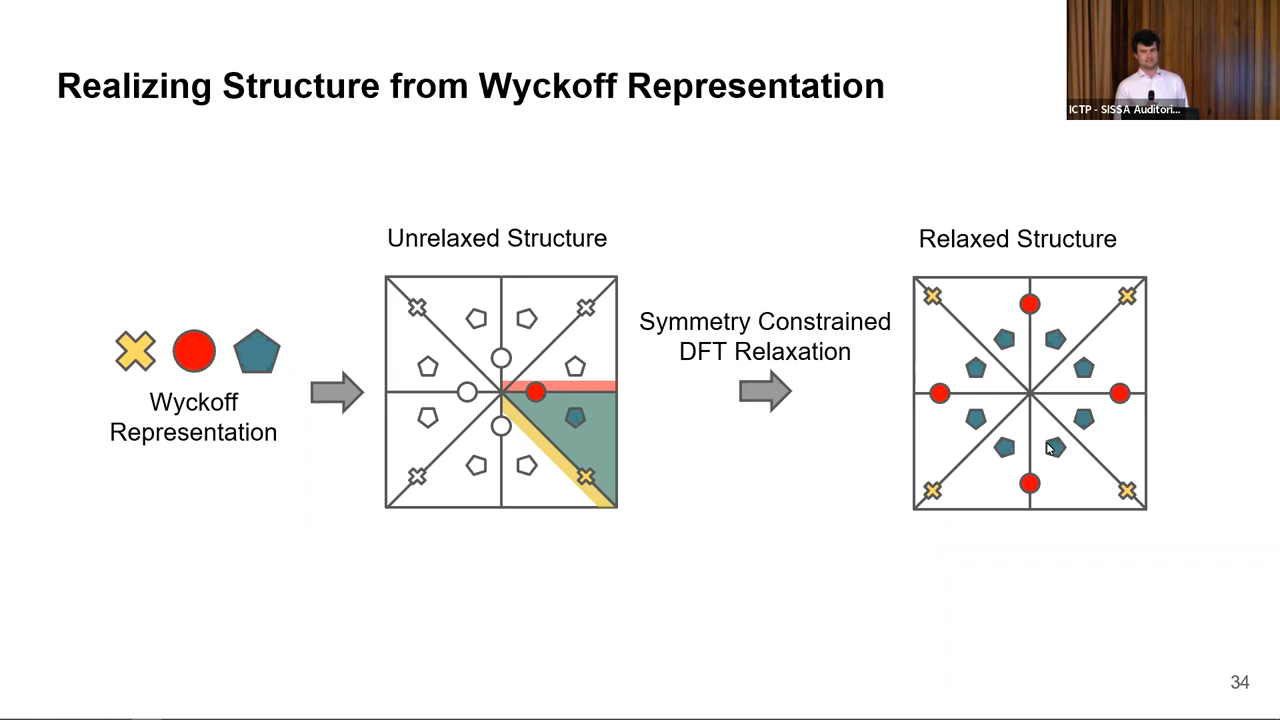 Realizing Structure from Wyckoff Representation
ICTP - SISSA Auditori...
Unrelaxed Structure
Relaxed Structure
Symmetry Constrained
DFT Relaxation
Wyckoff
Representation
34